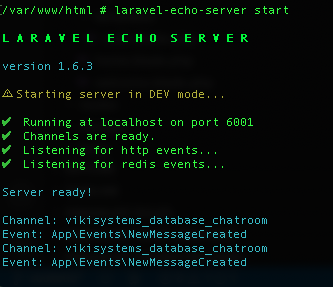 /var/www/html # laravel-echo-server start
L A R A V E L  E C H O  S E R V E R
version 1.6.3
⚠ Starting server in DEV mode...
✔ Running at localhost on port 6001
✔ Channels are ready.
✔ Listening for http events...
✔ Listening for redis events...
Server ready!
Channel: vikisystems_database_chatroom
Event: App\Events\NewMessageCreated
Channel: vikisystems_database_chatroom
Event: App\Events\NewMessageCreated